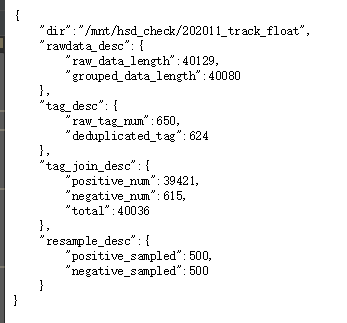 {
    "dir":"/mnt/hsd_check/202011_track_float",
    "rawdata_desc":{
        "raw_data_length":40129,
        "grouped_data_length":40080
    },
    "tag_desc":{
        "raw_tag_num":650,
        "deduplicated_tag":624
    },
    "tag_join_desc":{
        "positive_num":39421,
        "negative_num":615,
        "total":40036
    },
    "resample_desc":{
        "positive_sampled":500,
        "negative_sampled":500
    }
}